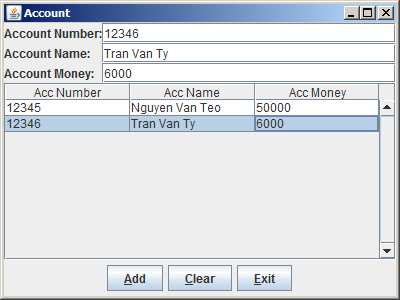 Account
Account Number: 12346
Account Name: Tran Van Ty
Account Money: 6000
Acc Number Acc Name Acc Money
12345 Nguyen Van Teo 50000
12346 Tran Van Ty 6000
Add Clear Exit